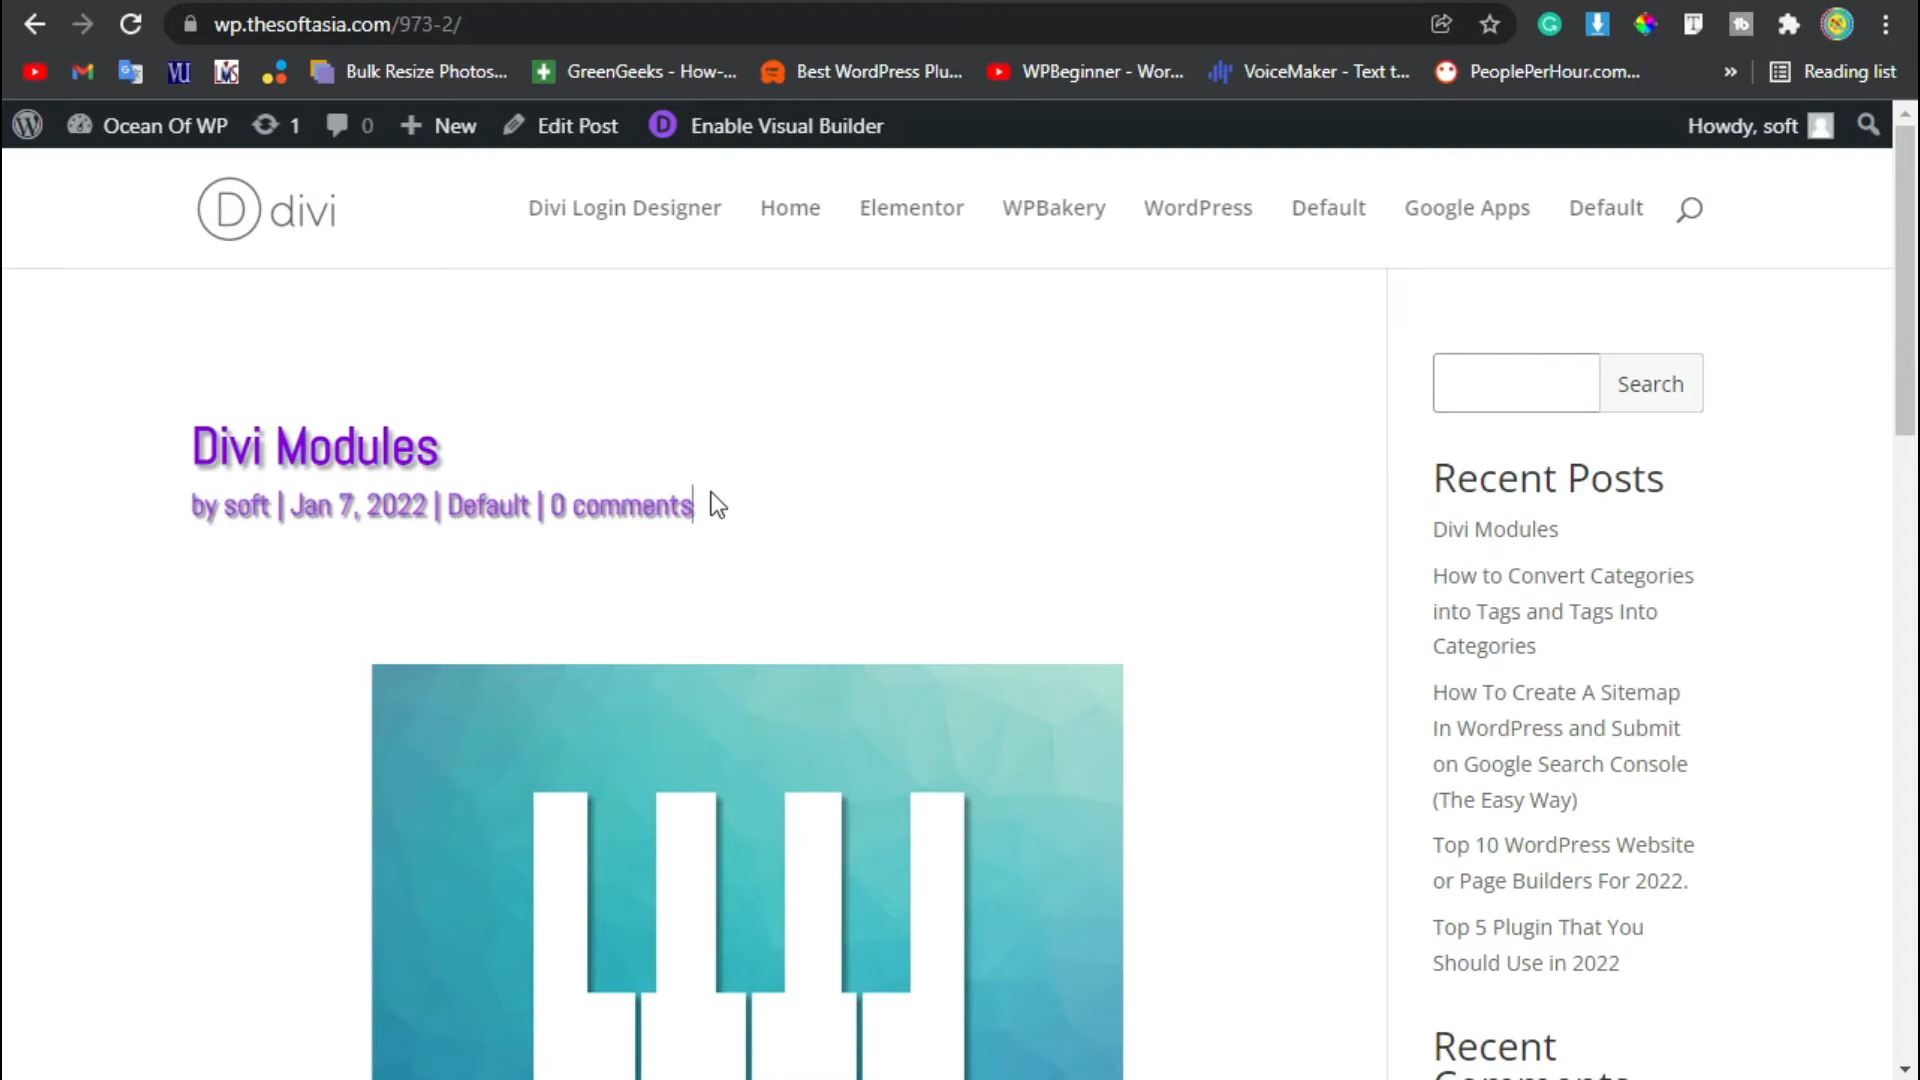 wp.thesoftasia.com/973-2/
Bulk Resize Photos...
GreenGeeks - How-...
Best WordPress Plu...
WPBeginner - Wor...
VoiceMaker - Text t...
PeoplePerHour.com...
»
Reading list
Ocean Of WP
1
0
New
Edit Post
Enable Visual Builder
Howdy, soft
D divi
Divi Login Designer
Home
Elementor
WPBakery
WordPress
Default
Google Apps
Default
Divi Modules
by soft | Jan 7, 2022 | Default | 0 comments
Search
Recent Posts
Divi Modules
How to Convert Categories
into Tags and Tags Into
Categories
How To Create A Sitemap
In WordPress and Submit
on Google Search Console
(The Easy Way)
Top 10 WordPress Website
or Page Builders For 2022.
Top 5 Plugin That You
Should Use in 2022
Recent